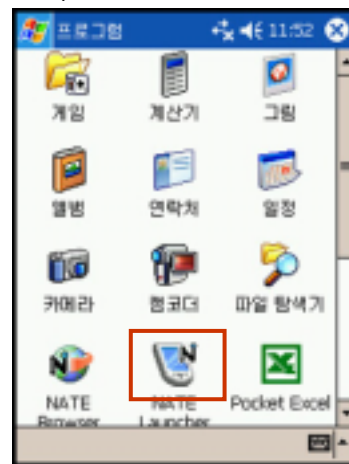 프로그램 11:52
게임 계산기 그림
앨범 연락처 일정
카메라 캠코더 파일 탐색기
NATE NATE Pocket Excel
Browser Launcher